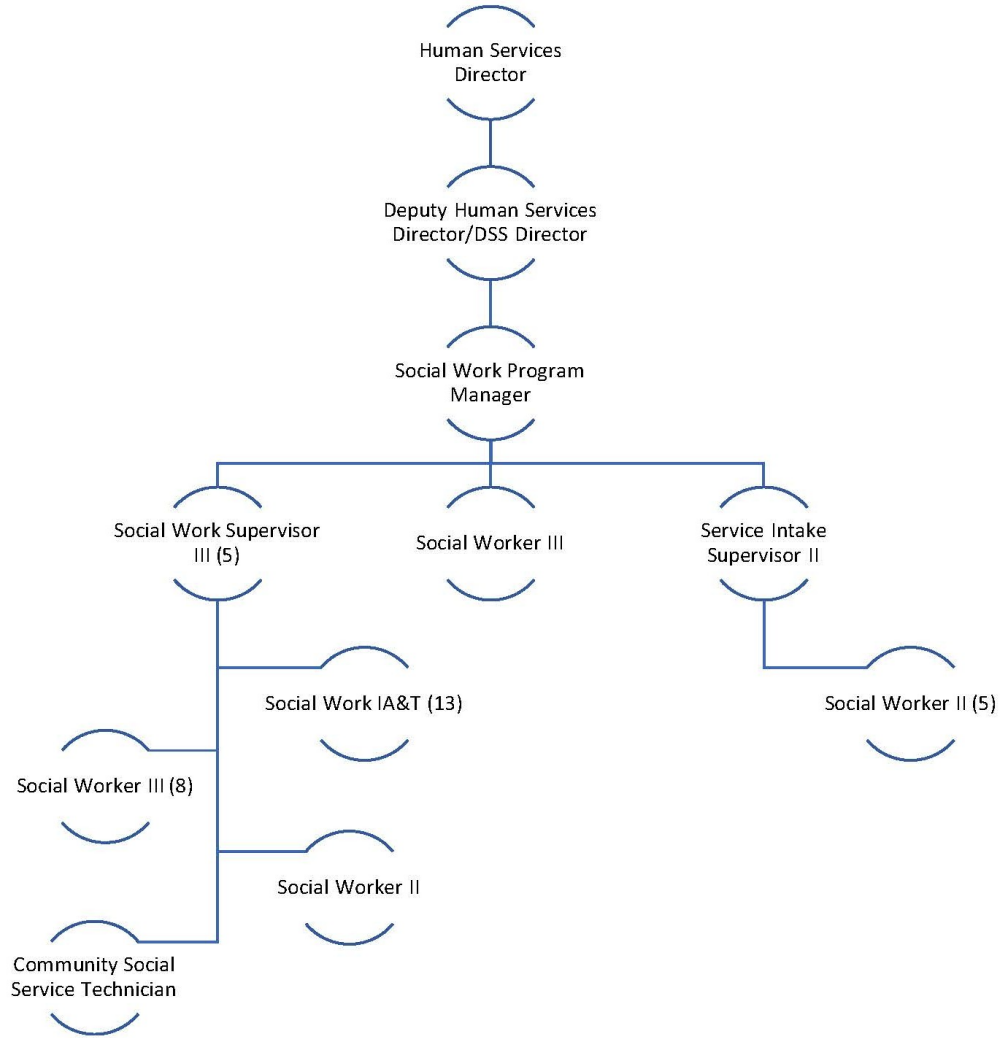 Human Services
Director
Deputy Human Services
Director/DSS Director
Social Work Program
Manager
Social Work Supervisor
III (5)
Social Worker III
Service Intake
Supervisor II
Social Work IA&T (13)
Social Worker II (5)
Social Worker III (8)
Social Worker II
Community Social
Service Technician